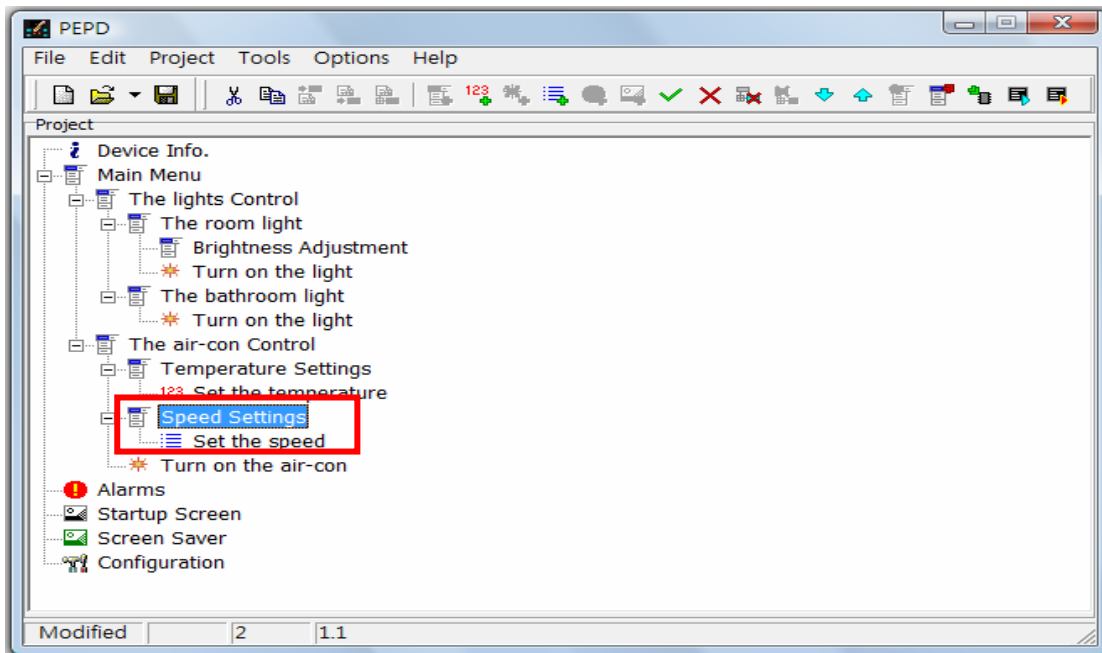 PEPD
File Edit Project Tools Options Help
123
Project
Device Info.
Main Menu
The lights Control
The room light
Brightness Adjustment
Turn on the light
The bathroom light
Turn on the light
The air-con Control
Temperature Settings
123 Set the temperature
Speed Settings
Set the speed
Turn on the air-con
Alarms
Startup Screen
Screen Saver
Configuration
Modified 2 1.1